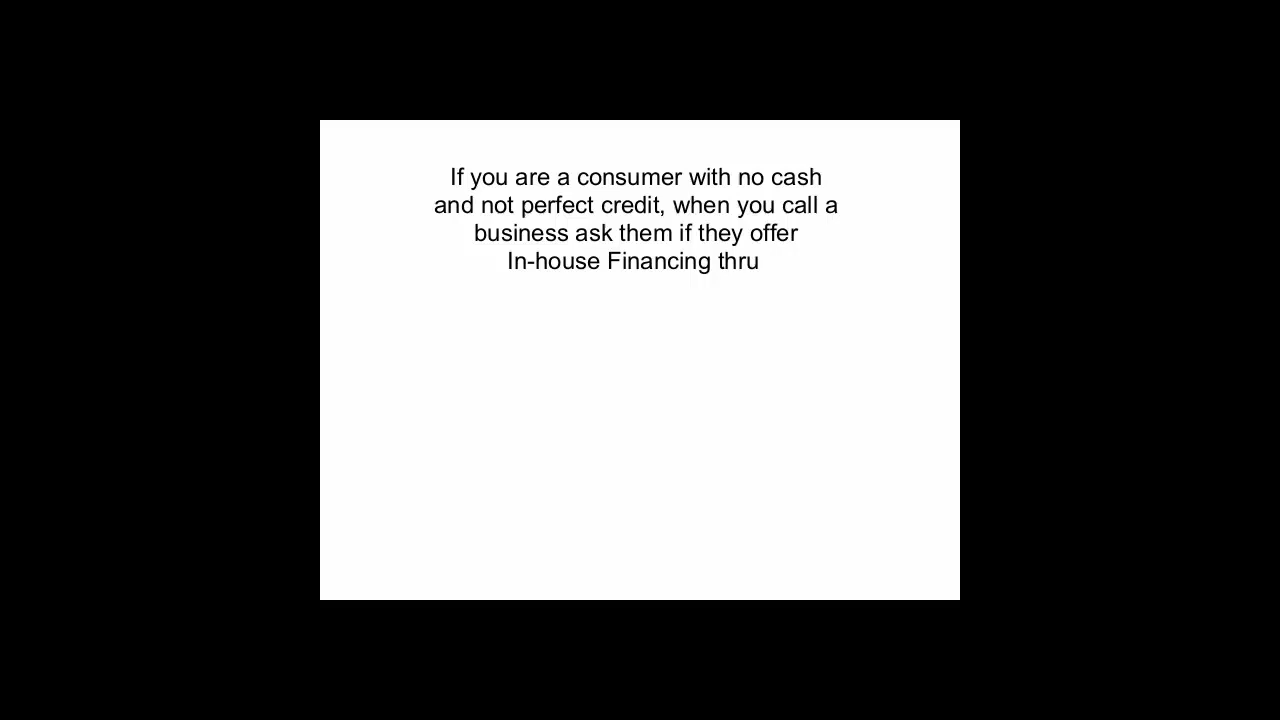 If you are a consumer with no cash
and not perfect credit, when you call a
business ask them if they offer
In-house Financing thru